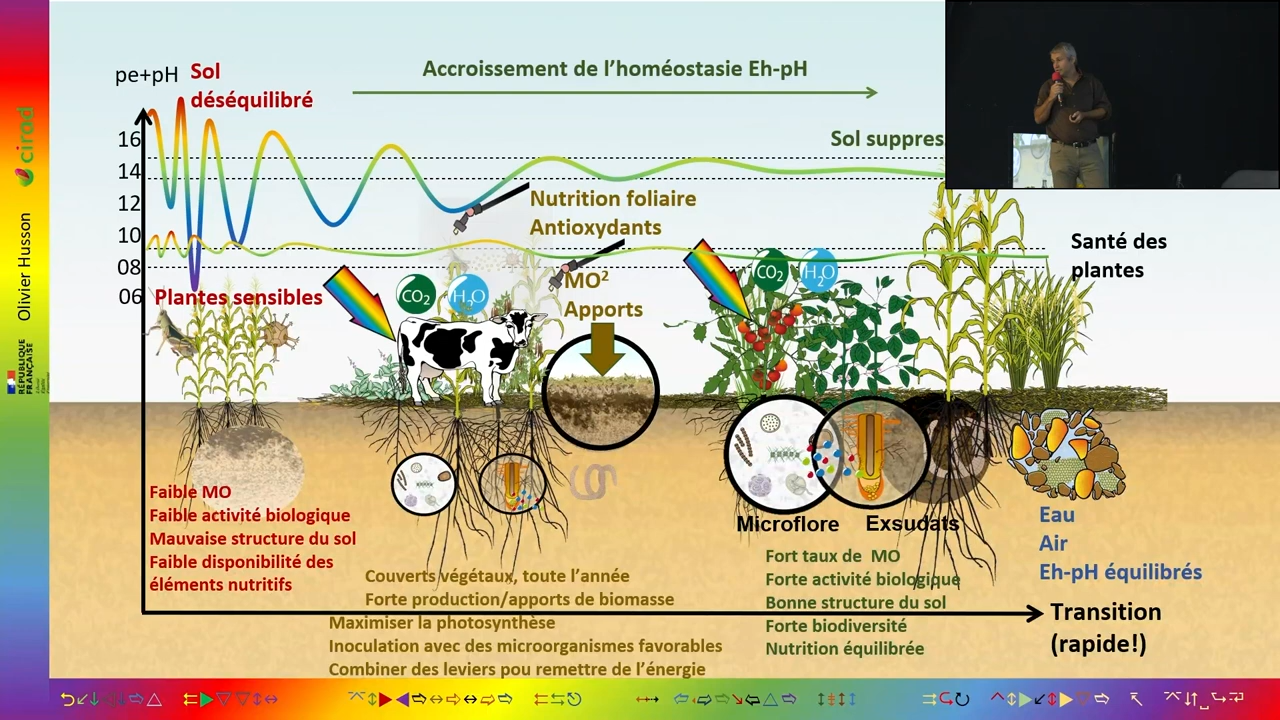 pe+pH
Sol
déséquilibré
Accroissement de l’homéostasie Eh-pH
Sol suppres
16
14
12
10
08
06
Nutrition foliaire
Antioxydants
MO²
Apports
Santé des
plantes
Plantes sensibles
CO2
H2O
CO2
H2O
Microflore
Exsudats
Faible MO
Faible activité biologique
Mauvaise structure du sol
Faible disponibilité des
éléments nutritifs
Couverts végétaux, toute l’année
Forte production/apports de biomasse
Maximiser la photosynthèse
Inoculation avec des microorganismes favorables
Combiner des leviers pou remettre de l’énergie
Fort taux de MO
Forte activité biologique
Bonne structure du sol
Forte biodiversité
Nutrition équilibrée
Eau
Air
Eh-pH équilibrés
Transition
(rapide!)
cirad
Olivier Husson
RÉPUBLIQUE
FRANÇAISE